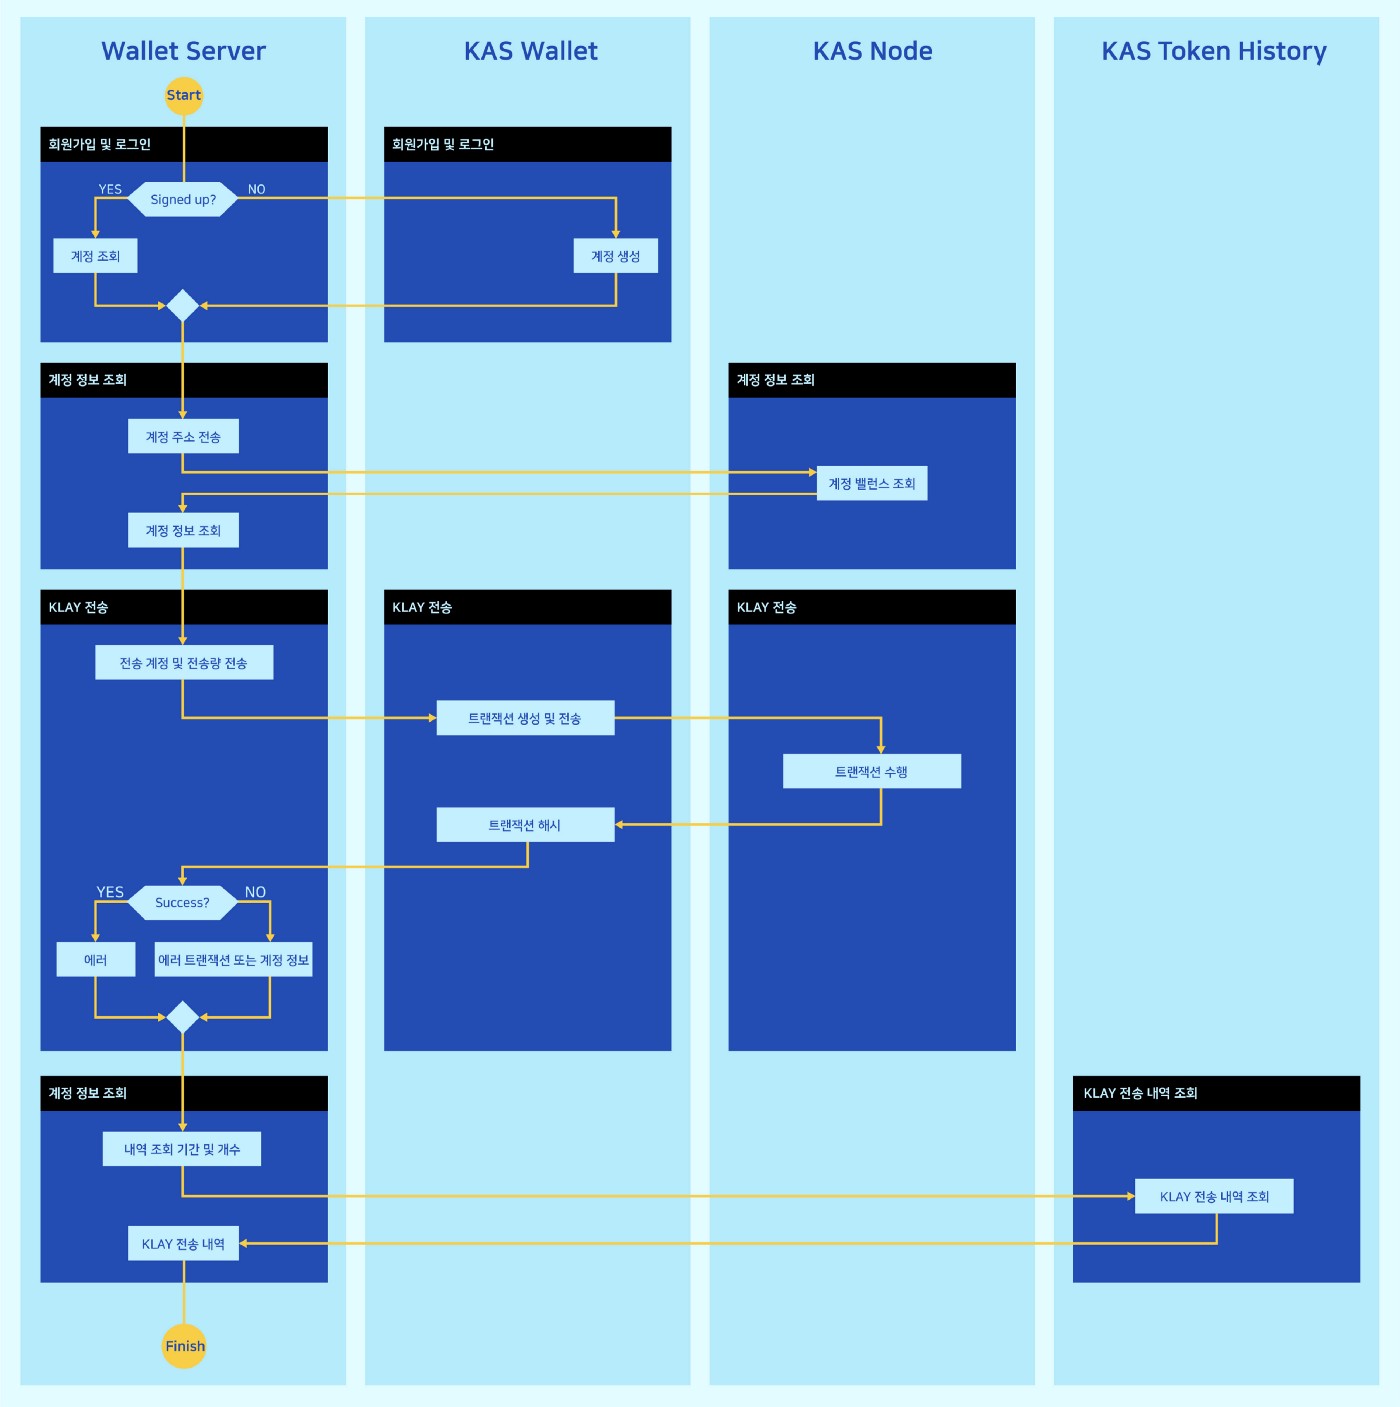 Wallet Server
KAS Wallet
KAS Node
KAS Token History
Start
회원가입 및 로그인
회원가입 및 로그인
YES
Signed up?
NO
계정 조회
계정 생성
계정 정보 조회
계정 정보 조회
계정 주소 전송
계정 밸런스 조회
계정 정보 조회
KLAY 전송
KLAY 전송
KLAY 전송
전송 계정 및 전송량 전송
트랜잭션 생성 및 전송
트랜잭션 수행
트랜잭션 해시
YES
Success?
NO
에러
에러 트랜잭션 또는 계정 정보
계정 정보 조회
KLAY 전송 내역 조회
내역 조회 기간 및 개수
KLAY 전송 내역 조회
KLAY 전송 내역
Finish